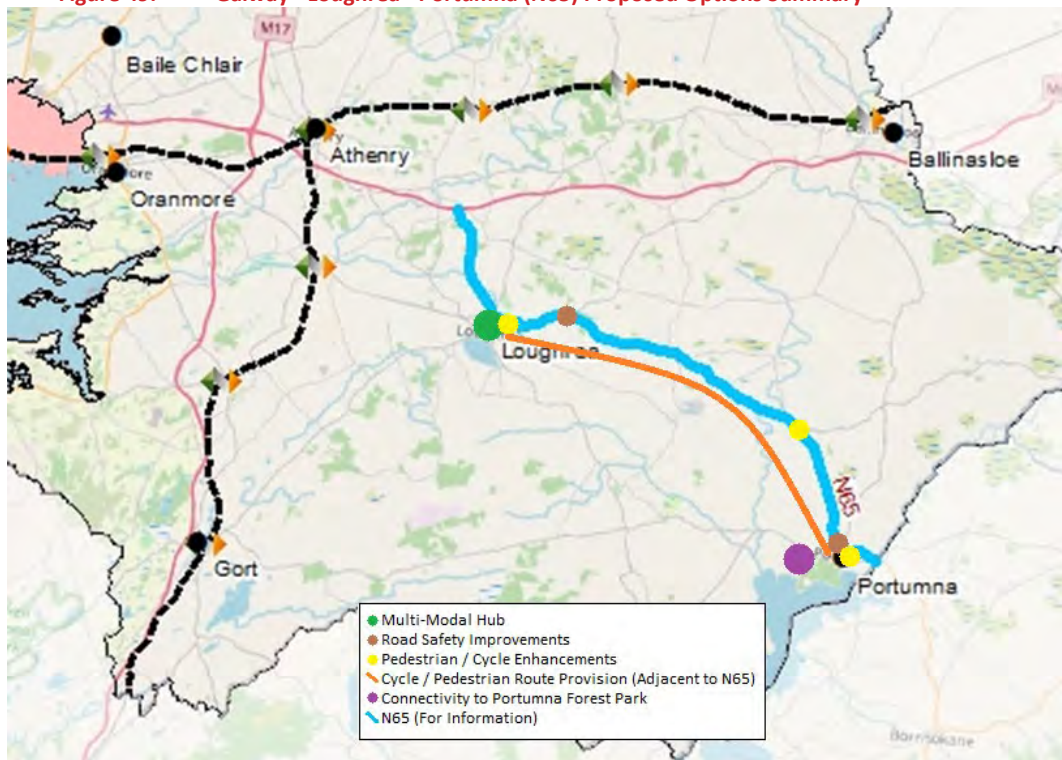 Galway - Loughrea - Portumna (N65) Proposed Options Summary
M17
Baile Chlair
Athenry
Ballinasloe
Oranmore
Loughrea
N65
Gort
Portumna
Multi-Modal Hub
Road Safety Improvements
Pedestrian / Cycle Enhancements
Cycle / Pedestrian Route Provision (Adjacent to N65)
Connectivity to Portumna Forest Park
N65 (For Information)
Borrisokane